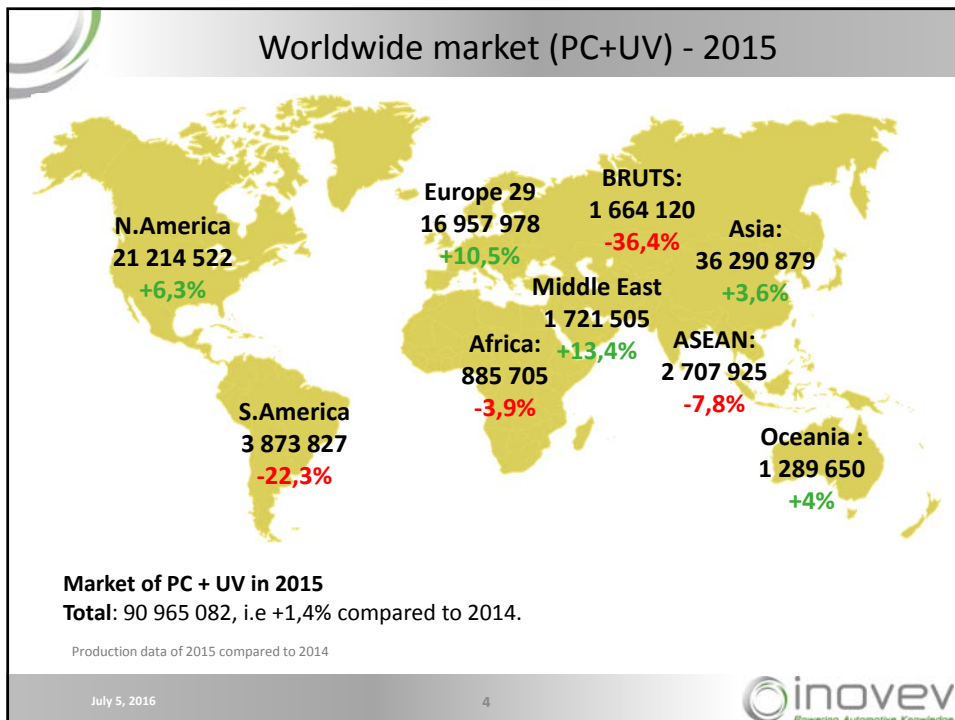 Worldwide market (PC+UV) - 2015
N.America
21 214 522
+6,3%
Europe 29
16 957 978
+10,5%
BRUTS:
1 664 120
-36,4%
Asia:
36 290 879
+3,6%
Middle East
1 721 505
+13,4%
Africa:
885 705
-3,9%
ASEAN:
2 707 925
-7,8%
S.America
3 873 827
-22,3%
Oceania :
1 289 650
+4%
Market of PC + UV in 2015
Total: 90 965 082, i.e +1,4% compared to 2014.
Production data of 2015 compared to 2014
July 5, 2016
4
inovev
Powering Automotive Knowledge